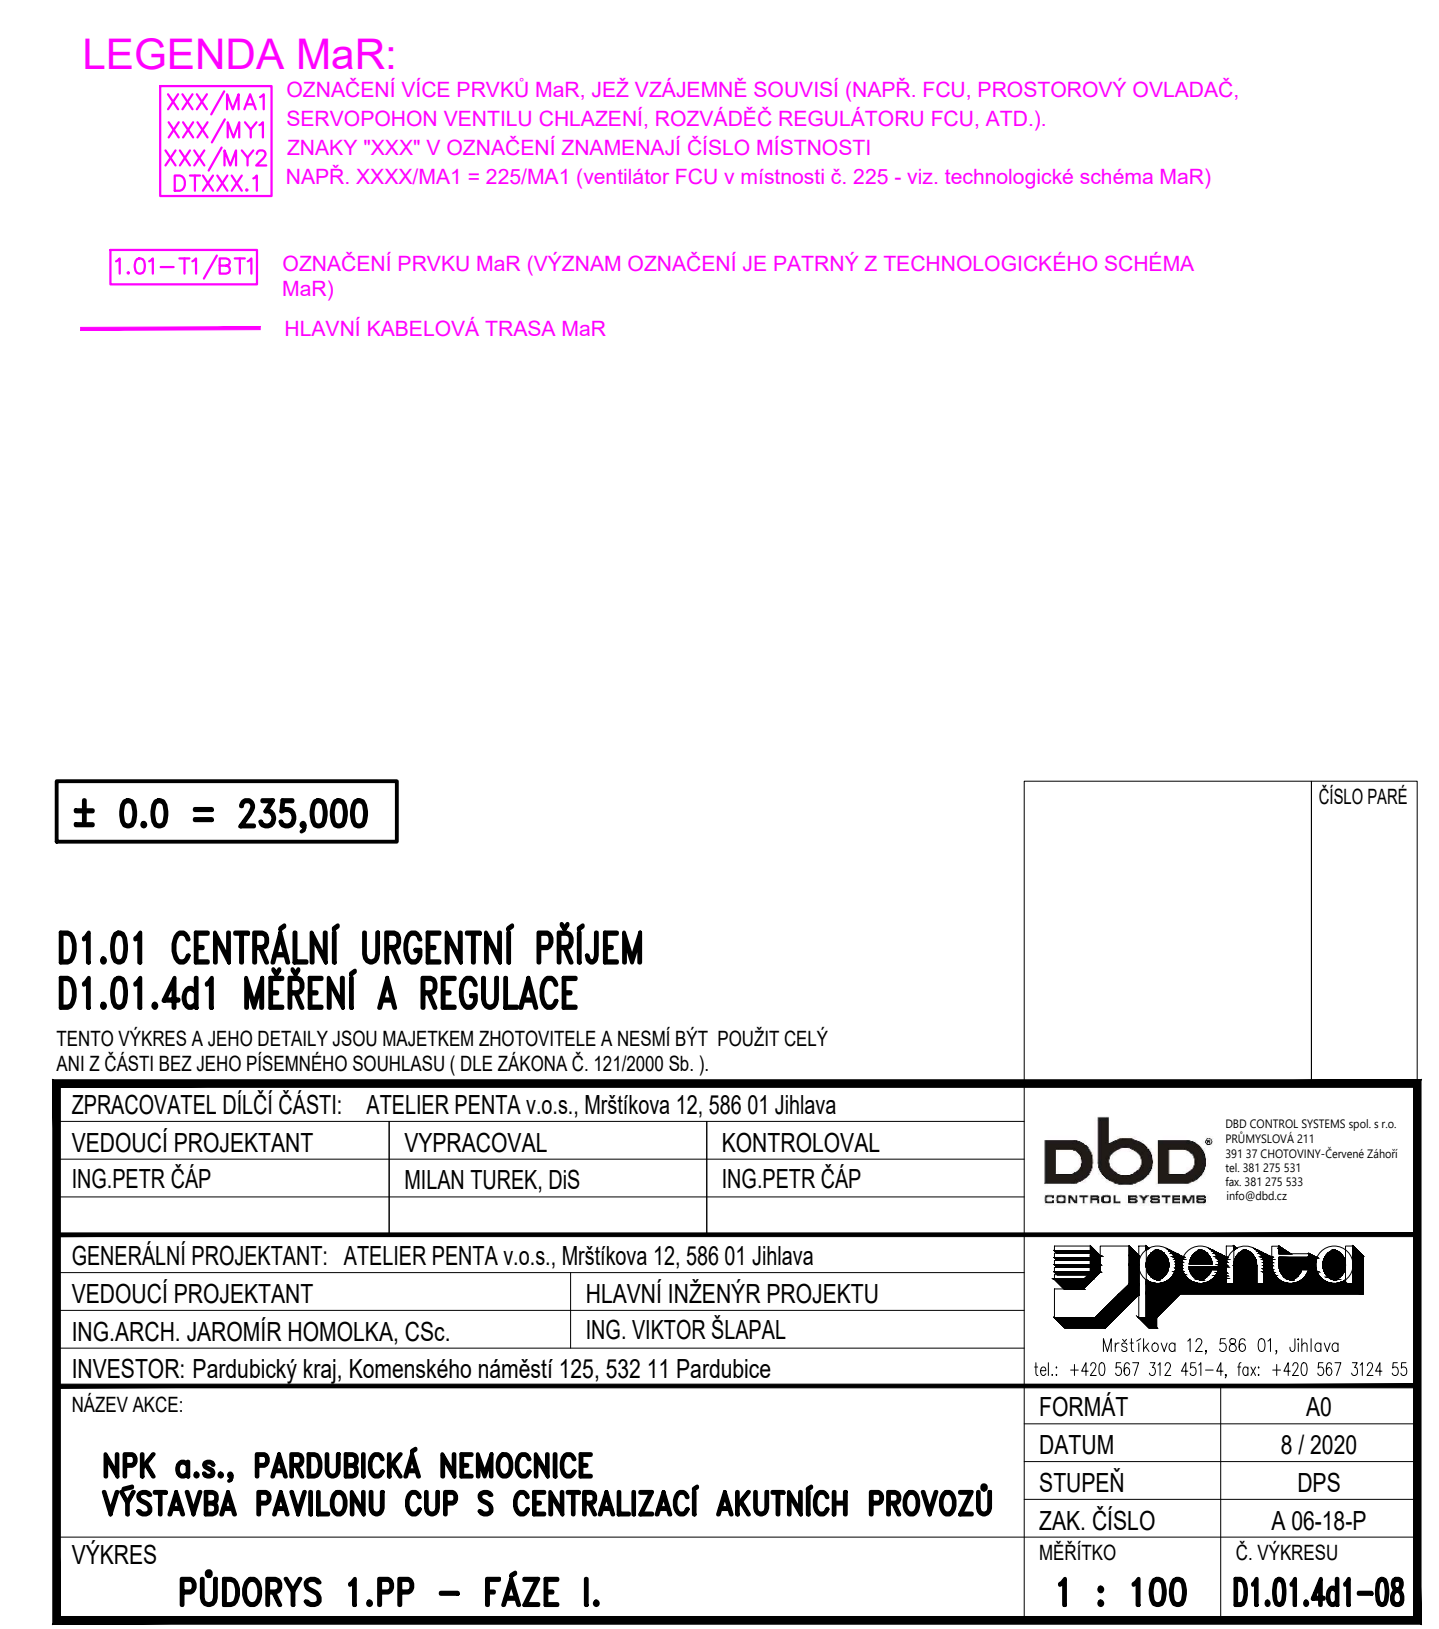 LEGENDA MaR:
XXX/MA1
XXX/MY1
XXX/MY2
DTXXX.1
OZNAČENÍ VÍCE PRVKŮ MaR, JEŽ VZÁJEMNĚ SOUVISÍ (NAPŘ. FCU, PROSTOROVÝ OVLADAČ,
SERVOPOHON VENTILU CHLAZENÍ, ROZVÁDĚČ REGULÁTORU FCU, ATD.).
ZNAKY "XXX" V OZNAČENÍ ZNAMENAJÍ ČÍSLO MÍSTNOSTI
NAPŘ. XXXX/MA1 = 225/MA1 (ventilátor FCU v místnosti č. 225 - viz. technologické schéma MaR)
1.01-T1/BT1
OZNAČENÍ PRVKU MaR (VÝZNAM OZNAČENÍ JE PATRNÝ Z TECHNOLOGICKÉHO SCHÉMA
MaR)
HLAVNÍ KABELOVÁ TRASA MaR
± 0.0 = 235,000
ČÍSLO PARÉ
D1.01 CENTRÁLNÍ URGENTNÍ PŘÍJEM
D1.01.4d1 MĚŘENÍ A REGULACE
TENTO VÝKRES A JEHO DETAILY JSOU MAJETKEM ZHOTOVITELE A NESMÍ BÝT POUŽIT CELÝ
ANI Z ČÁSTI BEZ JEHO PÍSEMNÉHO SOUHLASU ( DLE ZÁKONA Č. 121/2000 Sb. ).
ZPRACOVATEL DÍLČÍ ČÁSTI: ATELIER PENTA v.o.s., Mrštíkova 12, 586 01 Jihlava
VEDOUCÍ PROJEKTANT
VYPRACOVAL
KONTROLOVAL
ING.PETR ČÁP
MILAN TUREK, DiS
ING.PETR ČÁP
DbD®
CONTROL SYSTEMS
DBD CONTROL SYSTEMS spol. s r.o.
PRŮMYSLOVÁ 211
391 37 CHOTOVINY-Červené Záhoří
tel. 381 275 531
fax. 381 275 533
info@dbd.cz
GENERÁLNÍ PROJEKTANT: ATELIER PENTA v.o.s., Mrštíkova 12, 586 01 Jihlava
VEDOUCÍ PROJEKTANT
HLAVNÍ INŽENÝR PROJEKTU
ING.ARCH. JAROMÍR HOMOLKA, CSc.
ING. VIKTOR ŠLAPAL
INVESTOR: Pardubický kraj, Komenského náměstí 125, 532 11 Pardubice
penta
Mrštíkova 12, 586 01, Jihlava
tel.: +420 567 312 451-4, fax: +420 567 3124 55
NÁZEV AKCE:
NPK a.s., PARDUBICKÁ NEMOCNICE
VÝSTAVBA PAVILONU CUP S CENTRALIZACÍ AKUTNÍCH PROVOZŮ
FORMÁT
A0
DATUM
8 / 2020
STUPEŇ
DPS
ZAK. ČÍSLO
A 06-18-P
VÝKRES
PŮDORYS 1.PP - FÁZE I.
MĚŘÍTKO
1 : 100
Č. VÝKRESU
D1.01.4d1-08